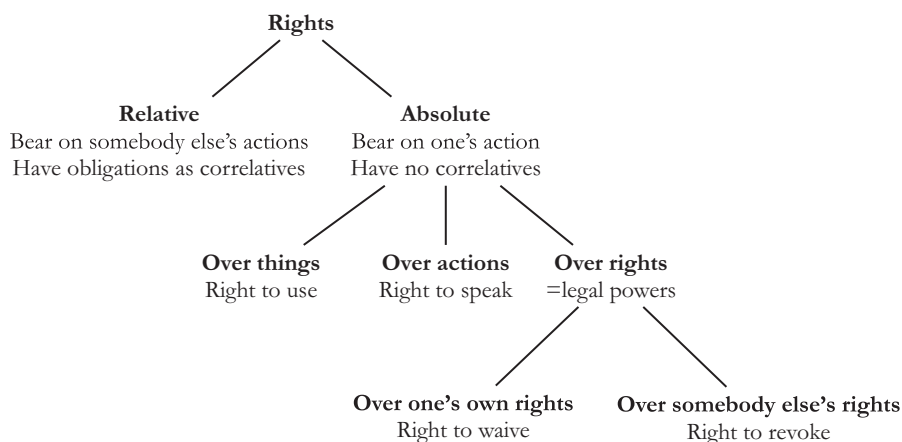 Rights
Relative
Bear on somebody else's actions
Have obligations as correlatives
Absolute
Bear on one's action
Have no correlatives
Over things
Right to use
Over actions
Right to speak
Over rights
=legal powers
Over one's own rights
Right to waive
Over somebody else's rights
Right to revoke